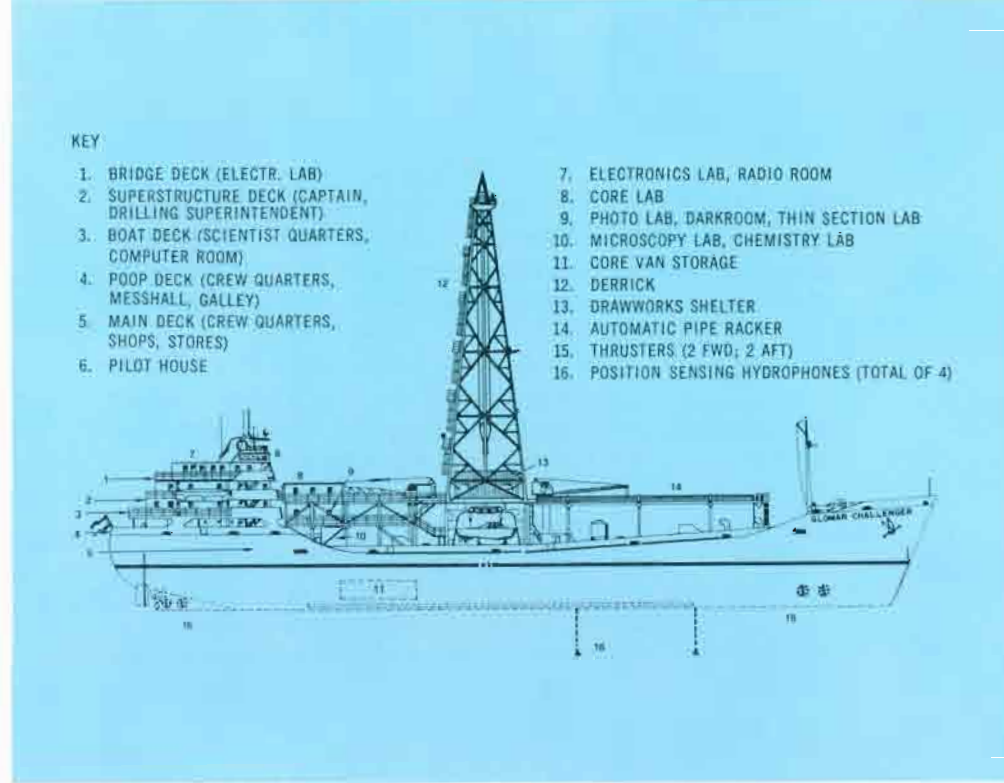 KEY
1. BRIDGE DECK (ELECTR. LAB)
2. SUPERSTRUCTURE DECK (CAPTAIN,
DRILLING SUPERINTENDENT)
3. BOAT DECK (SCIENTIST QUARTERS,
COMPUTER ROOM)
4. POOP DECK (CREW QUARTERS,
MESSHALL, GALLEY)
5. MAIN DECK (CREW QUARTERS,
SHOPS, STORES)
6. PILOT HOUSE
7. ELECTRONICS LAB, RADIO ROOM
8. CORE LAB
9. PHOTO LAB, DARKROOM, THIN SECTION LAB
10. MICROSCOPY LAB, CHEMISTRY LAB
11. CORE VAN STORAGE
12. DERRICK
13. DRAWWORKS SHELTER
14. AUTOMATIC PIPE RACKER
15. THRUSTERS (2 FWD; 2 AFT)
16. POSITION SENSING HYDROPHONES (TOTAL OF 4)
12
6
7
13
9
1
8
14
2
3
GLOMAR CHALLENGER
4
10
5
11
15
15
16